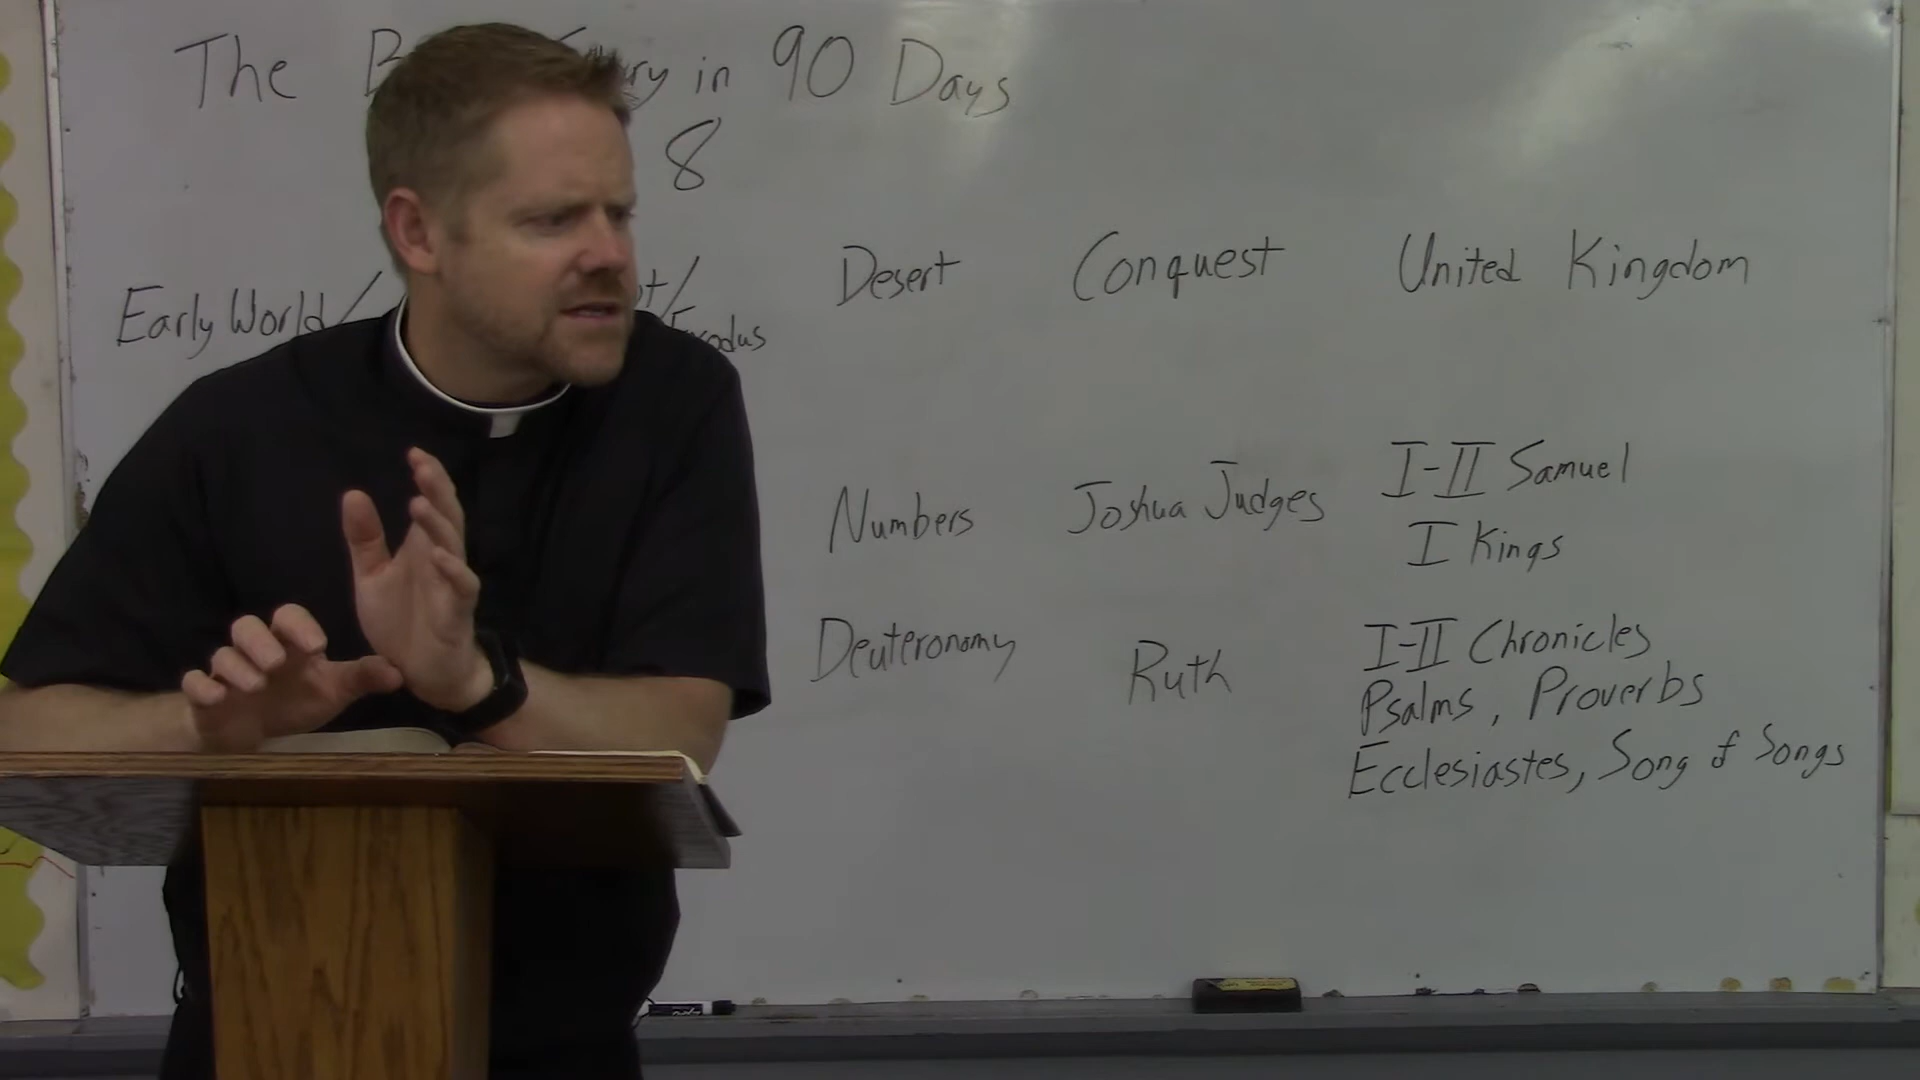 The in 90 Days
8
Early World/
Exodus
Desert
Numbers
Deuteronomy
Conquest
Joshua Judges
Ruth
United Kingdom
I-II Samuel
I Kings
I-II Chronicles
Psalms, Proverbs
Ecclesiastes, Song of Songs